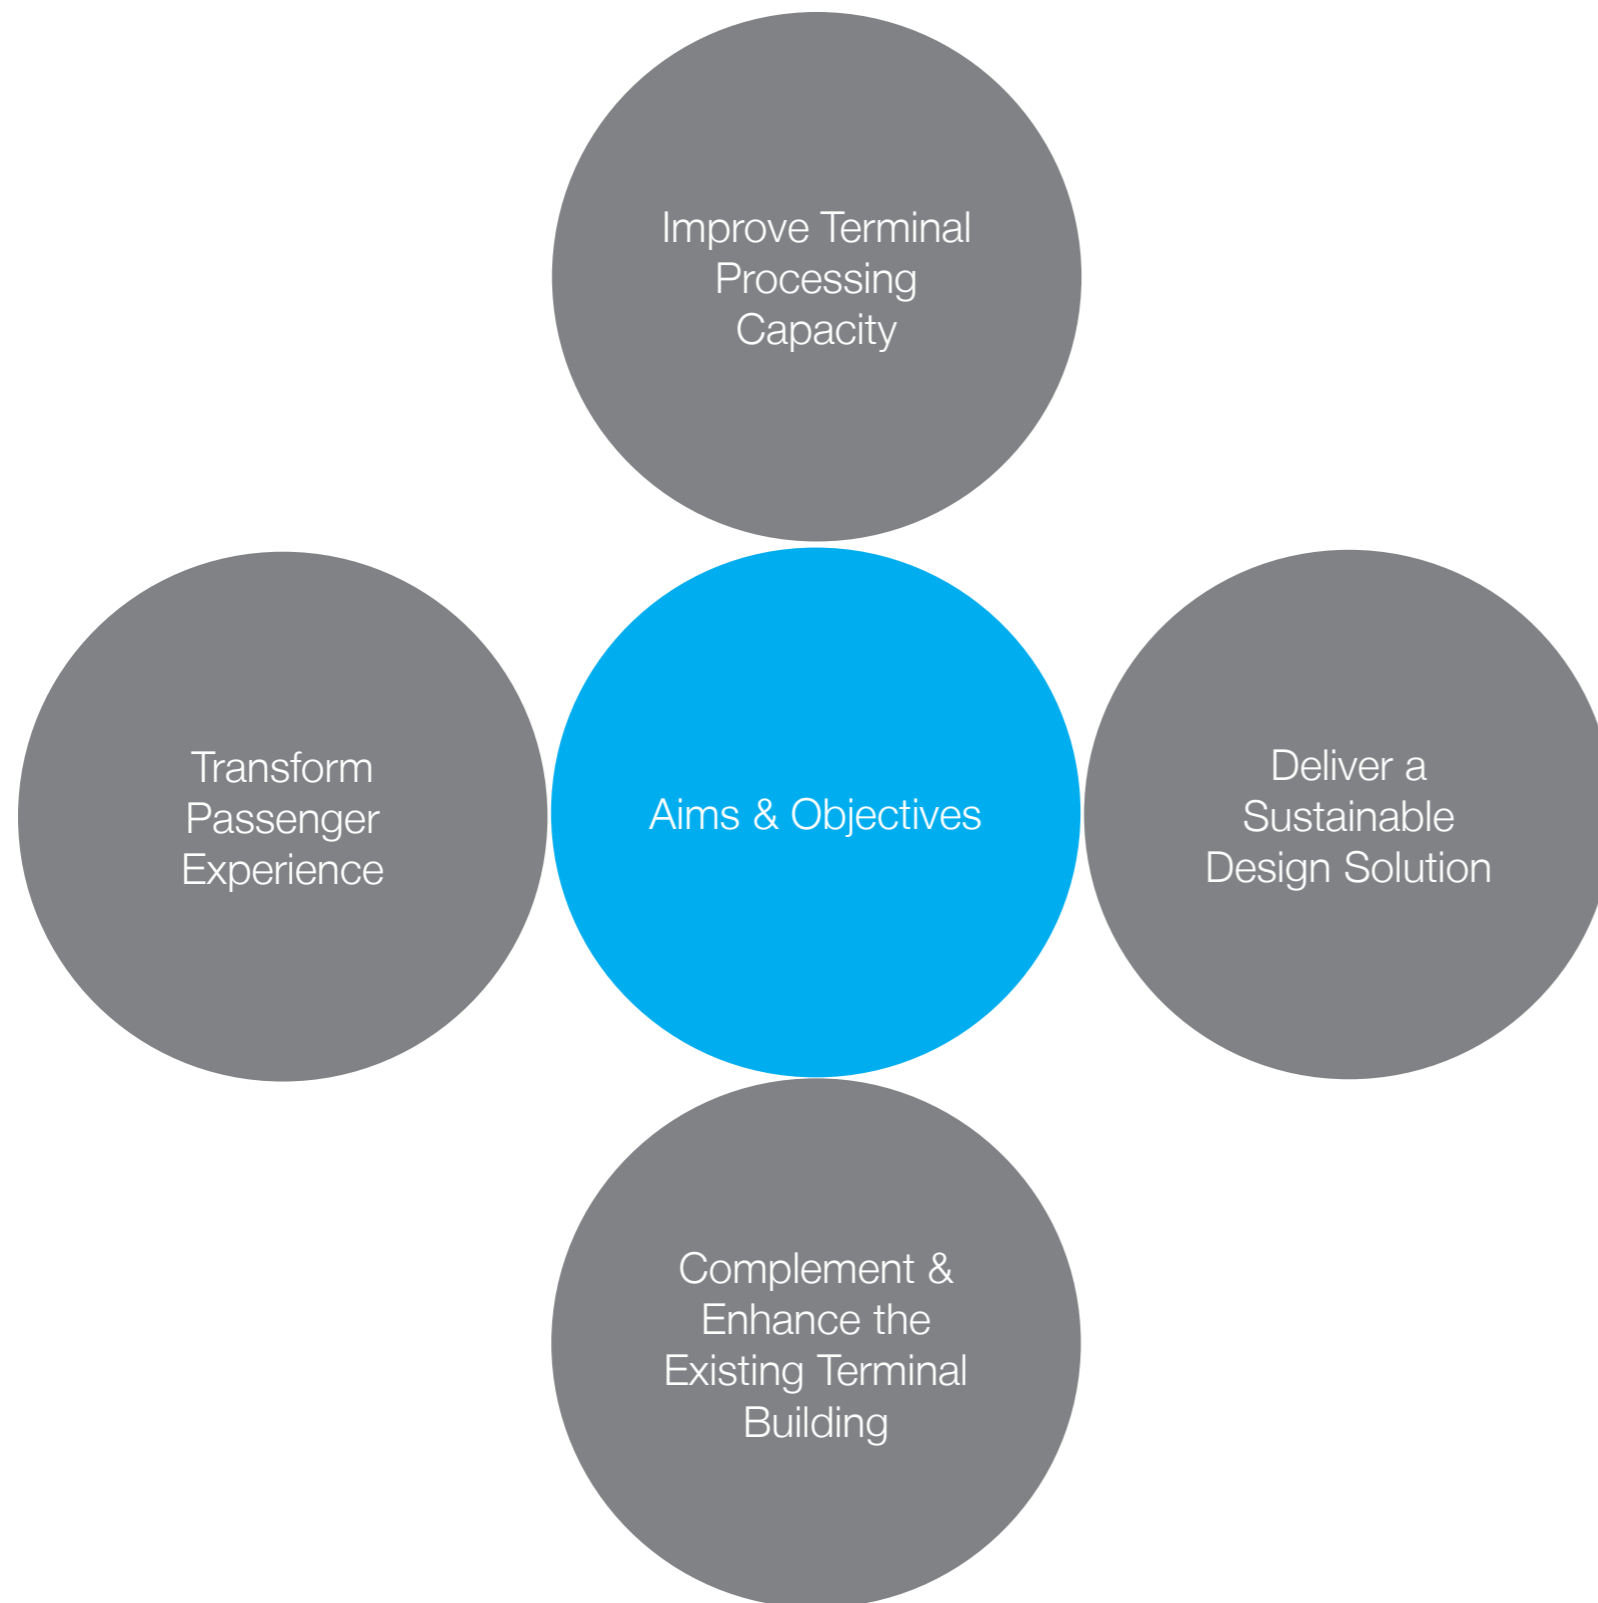 Improve Terminal
Processing
Capacity
Transform
Passenger
Experience
Aims & Objectives
Deliver a
Sustainable
Design Solution
Complement &
Enhance the
Existing Terminal
Building